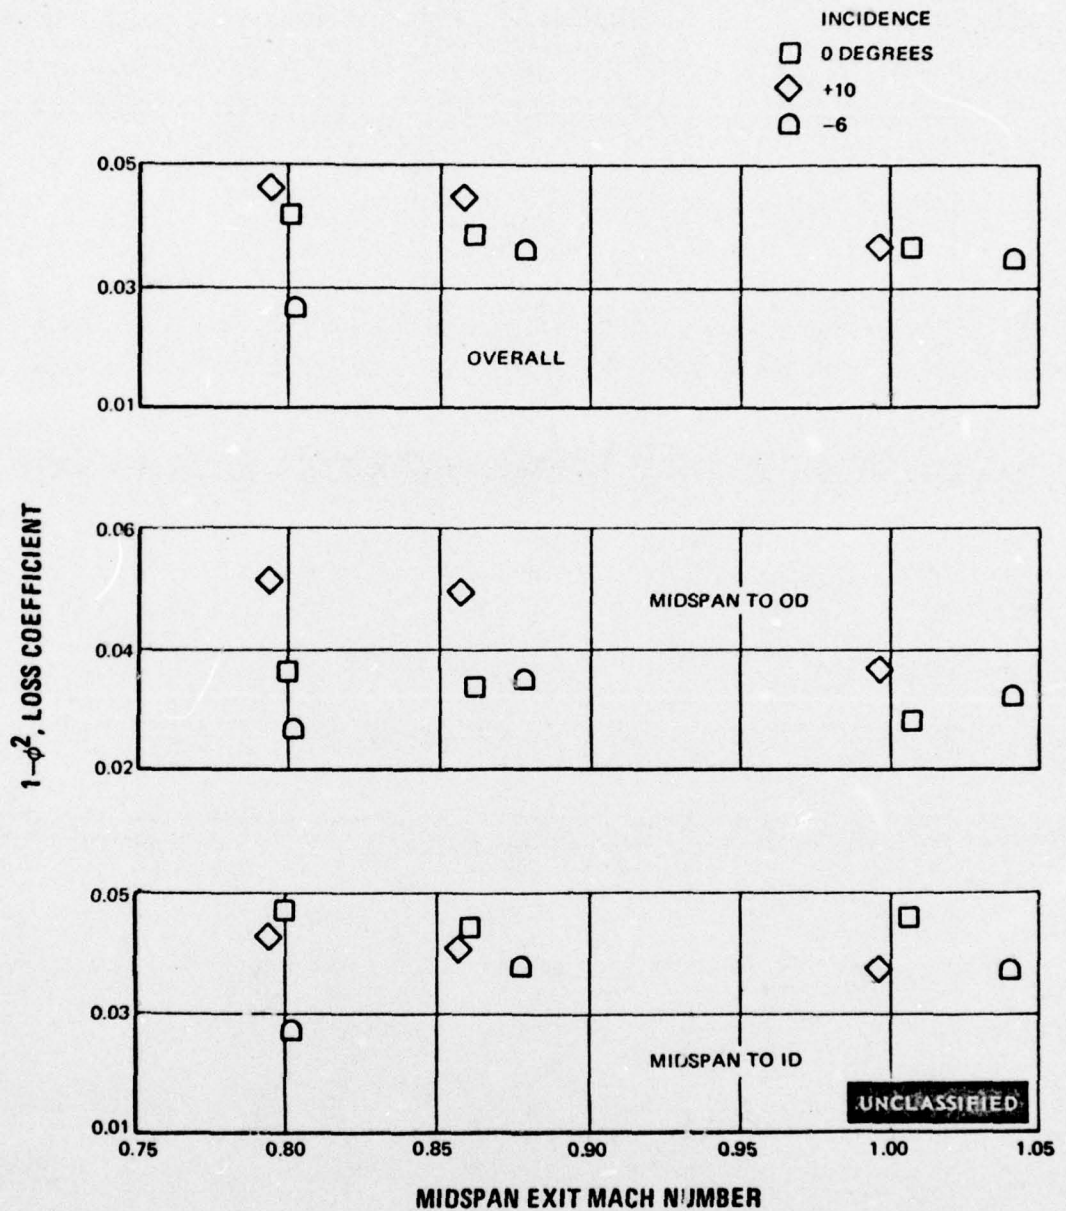 INCIDENCE
0 DEGREES
+10
−6
0.05
0.03
0.01
OVERALL
1−ϕ², LOSS COEFFICIENT
0.06
0.04
0.02
MIDSPAN TO OD
0.05
0.03
0.01
MIDSPAN TO ID
UNCLASSIFIED
0.75 0.80 0.85 0.90 0.95 1.00 1.05
MIDSPAN EXIT MACH NUMBER